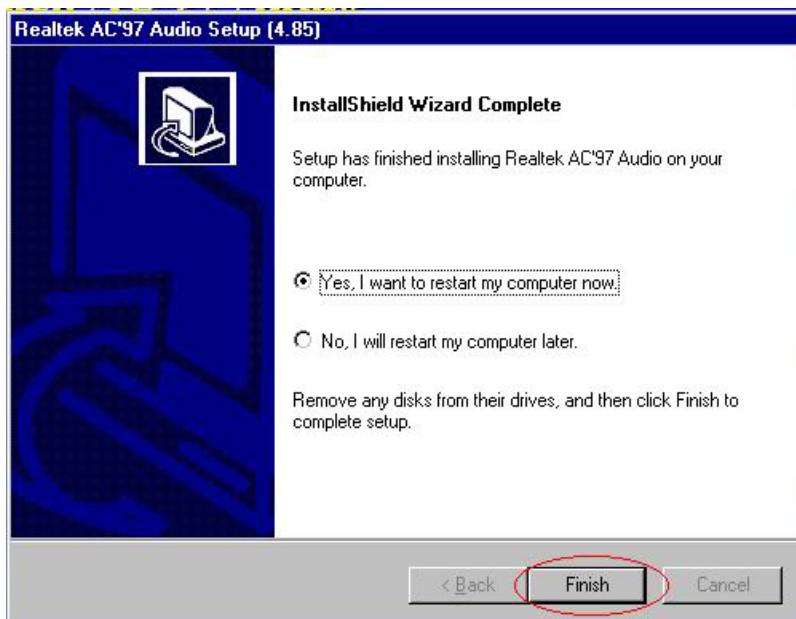 Realtek AC'97 Audio Setup (4.85)
InstallShield Wizard Complete
Setup has finished installing Realtek AC'97 Audio on your
computer.
Yes, I want to restart my computer now.
No, I will restart my computer later.
Remove any disks from their drives, and then click Finish to
complete setup.
< Back Finish Cancel